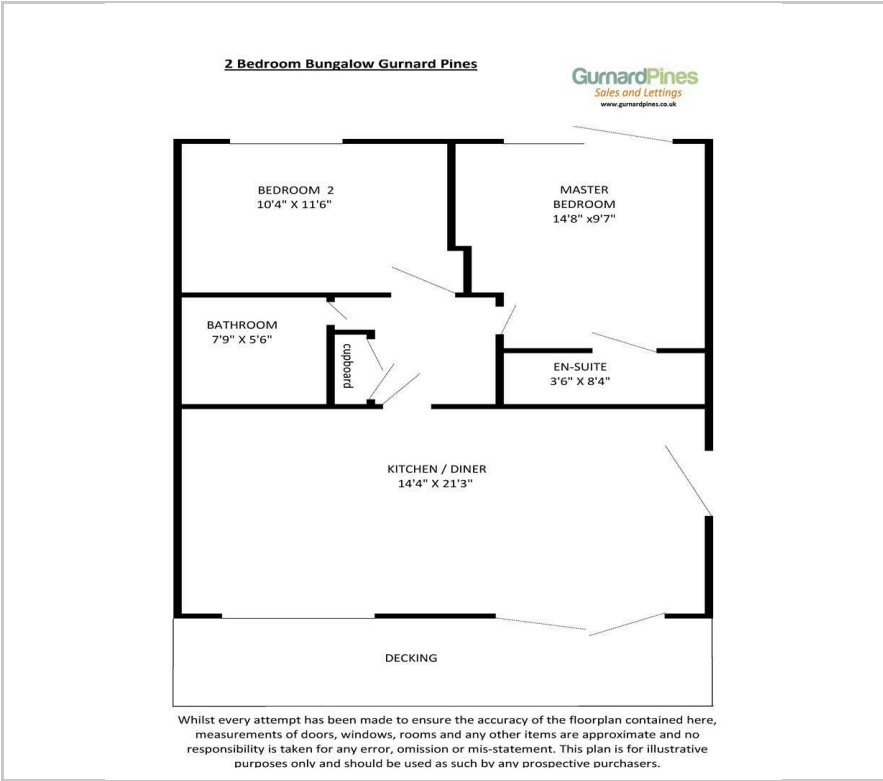 2 Bedroom Bungalow Gurnard Pines
GurnardPines
Sales and Lettings
www.gurnardpines.co.uk
BEDROOM 2
10'4" X 11'6"
MASTER
BEDROOM
14'8" x9'7"
BATHROOM
7'9" X 5'6"
cupboard
EN-SUITE
3'6" X 8'4"
KITCHEN / DINER
14'4" X 21'3"
DECKING
Whilst every attempt has been made to ensure the accuracy of the floorplan contained here,
measurements of doors, windows, rooms and any other items are approximate and no
responsibility is taken for any error, omission or mis-statement. This plan is for illustrative
purposes only and should be used as such by any prospective purchasers.